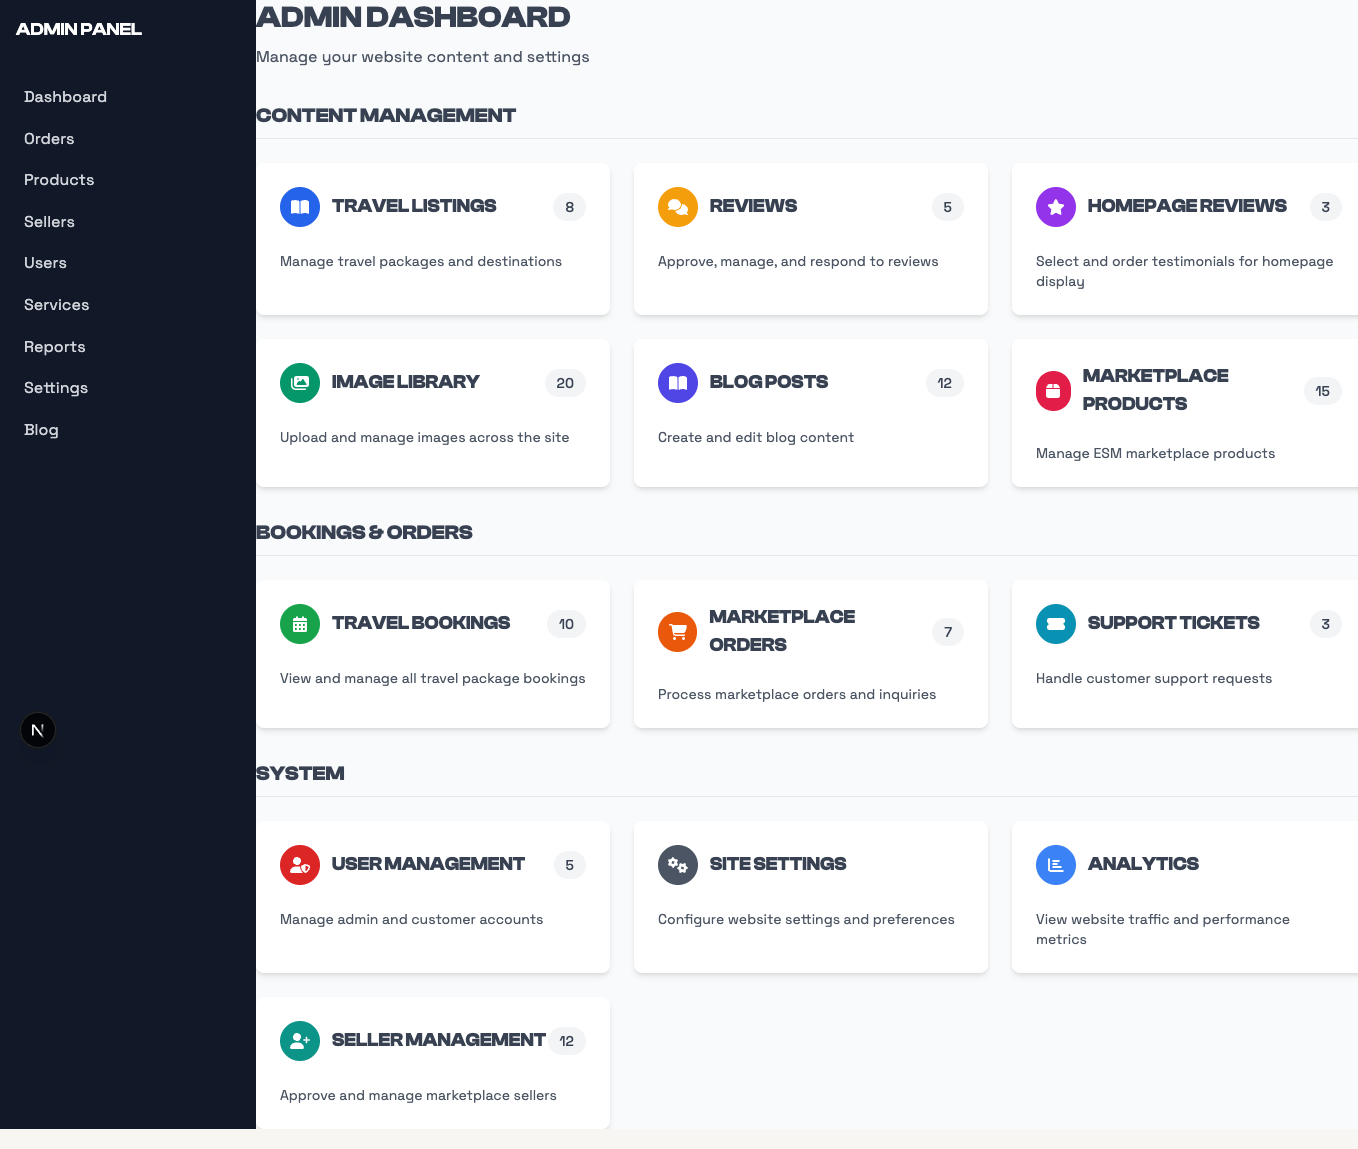 ADMIN PANEL
Dashboard
Orders
Products
Sellers
Users
Services
Reports
Settings
Blog
N
ADMIN DASHBOARD
Manage your website content and settings
CONTENT MANAGEMENT
TRAVEL LISTINGS 8
Manage travel packages and destinations
REVIEWS 5
Approve, manage, and respond to reviews
HOMEPAGE REVIEWS 3
Select and order testimonials for homepage
display
IMAGE LIBRARY 20
Upload and manage images across the site
BLOG POSTS 12
Create and edit blog content
MARKETPLACE
PRODUCTS 15
Manage ESM marketplace products
BOOKINGS & ORDERS
TRAVEL BOOKINGS 10
View and manage all travel package bookings
MARKETPLACE
ORDERS 7
Process marketplace orders and inquiries
SUPPORT TICKETS 3
Handle customer support requests
SYSTEM
USER MANAGEMENT 5
Manage admin and customer accounts
SITE SETTINGS
Configure website settings and preferences
ANALYTICS
View website traffic and performance
metrics
SELLER MANAGEMENT 12
Approve and manage marketplace sellers